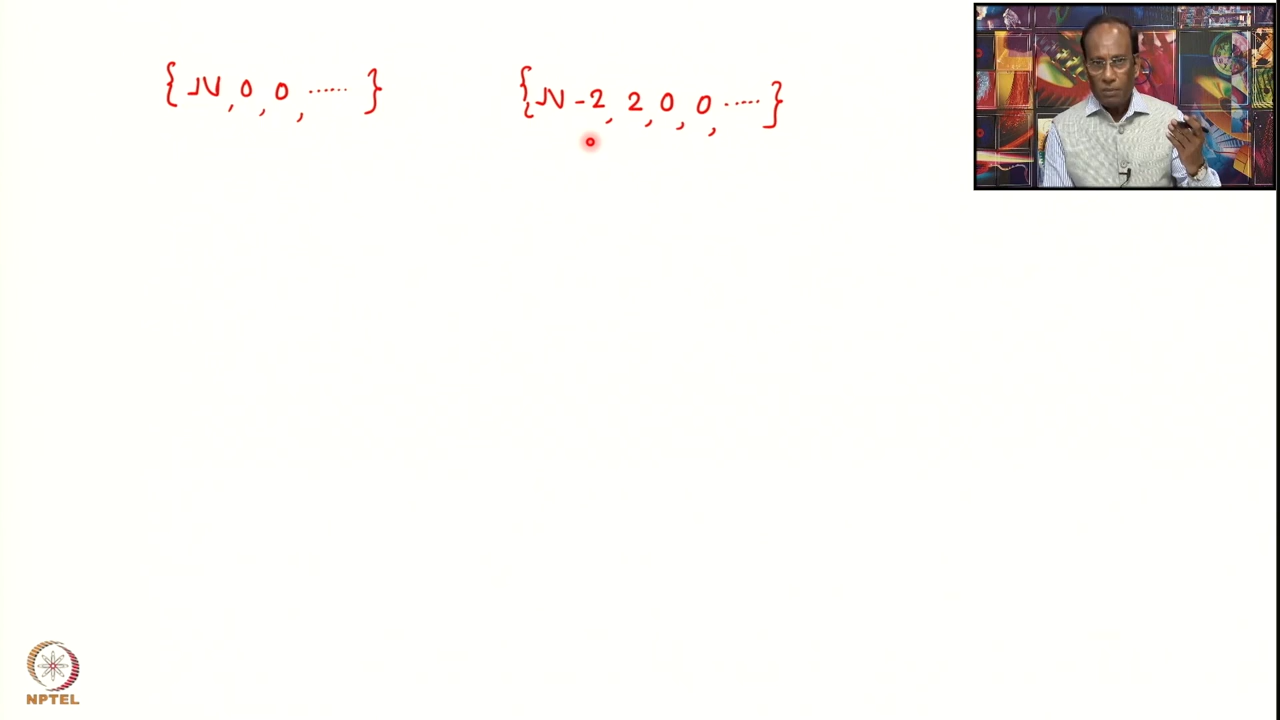 { N, 0, 0, ...... } { N - 2, 2, 0, 0, ..... }
NPTEL